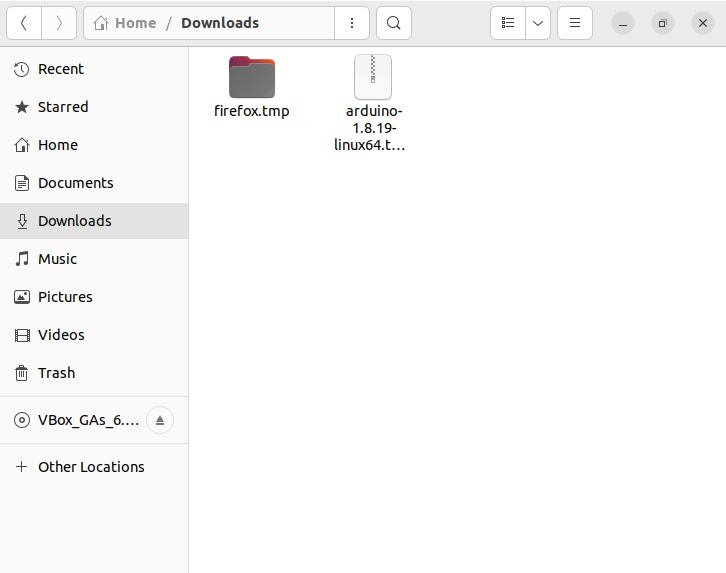 Home / Downloads
Recent
Starred
Home
Documents
Downloads
Music
Pictures
Videos
Trash
VBox_GAs_6....
Other Locations
firefox.tmp
arduino-
1.8.19-
linux64.t...